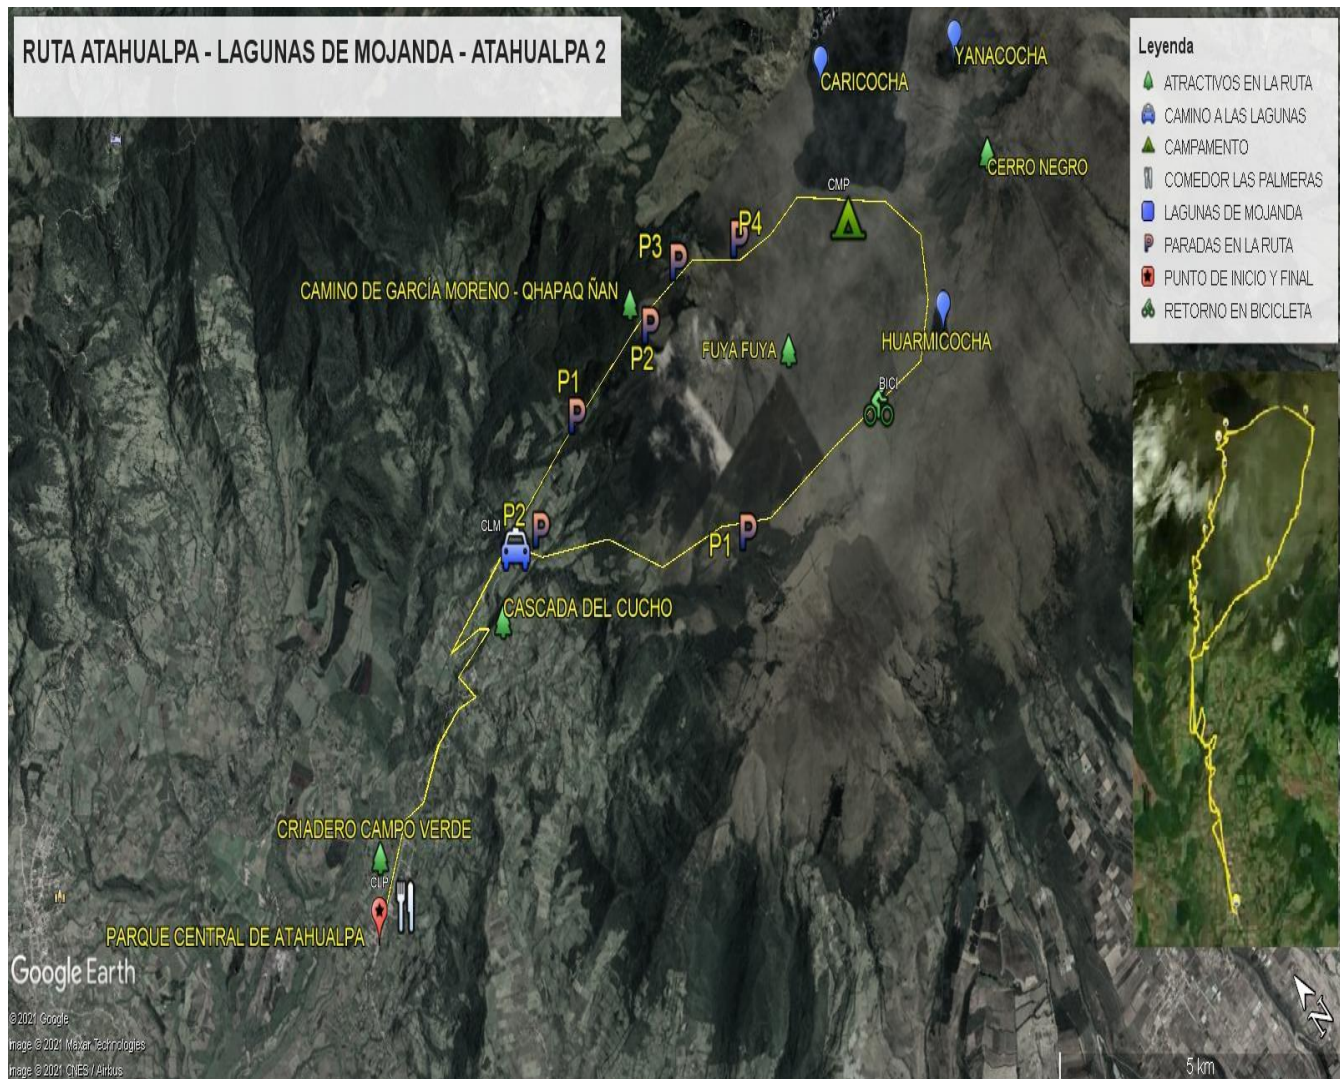 RUTA ATAHUALPA - LAGUNAS DE MOJANDA - ATAHUALPA 2
Leyenda
ATRACTIVOS EN LA RUTA
CAMINO A LAS LAGUNAS
CAMPAMENTO
COMEDOR LAS PALMERAS
LAGUNAS DE MOJANDA
PARADAS EN LA RUTA
PUNTO DE INICIO Y FINAL
RETORNO EN BICICLETA
YANACOCHA
CARICOCHA
CERRO NEGRO
CMP
P4
P3
CAMINO DE GARCÍA MORENO - QHAPAQ ÑAN
P2
HUARMICOCHA
FUYA FUYA
BICI
P1
P2
CLM
P1
CASCADA DEL CUCHO
CRIADERO CAMPO VERDE
CLP
PARQUE CENTRAL DE ATAHUALPA
Google Earth
© 2021 Google
Image © 2021 Maxar Technologies
Image © 2021 CNES / Airbus
N
5 km